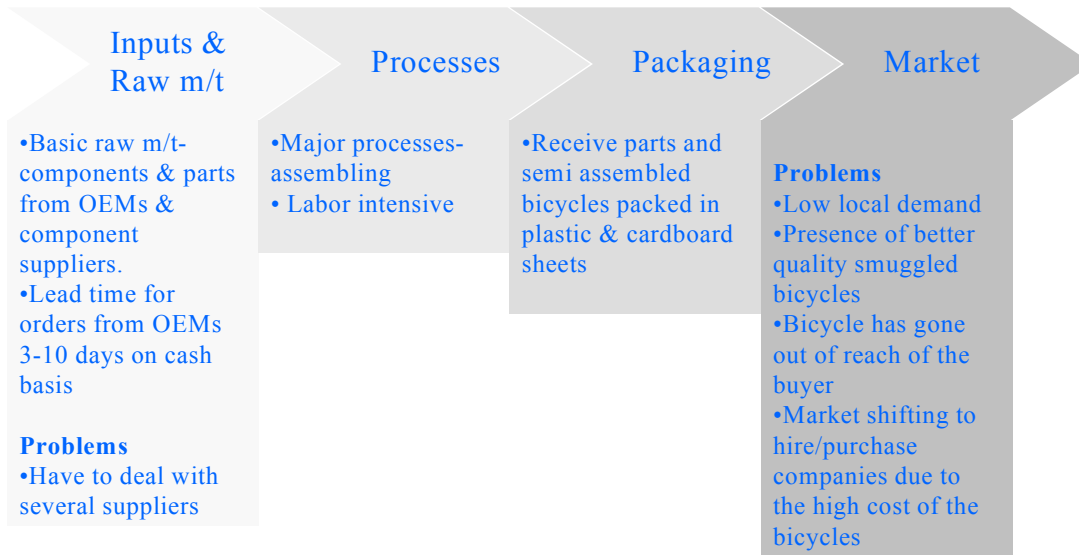 Inputs &
Raw m/t
Processes
Packaging
Market
•Basic raw m/t-
components & parts
from OEMs &
component
suppliers.
•Lead time for
orders from OEMs
3-10 days on cash
basis
Problems
•Have to deal with
several suppliers
•Major processes-
assembling
• Labor intensive
•Receive parts and
semi assembled
bicycles packed in
plastic & cardboard
sheets
Problems
•Low local demand
•Presence of better
quality smuggled
bicycles
•Bicycle has gone
out of reach of the
buyer
•Market shifting to
hire/purchase
companies due to
the high cost of the
bicycles